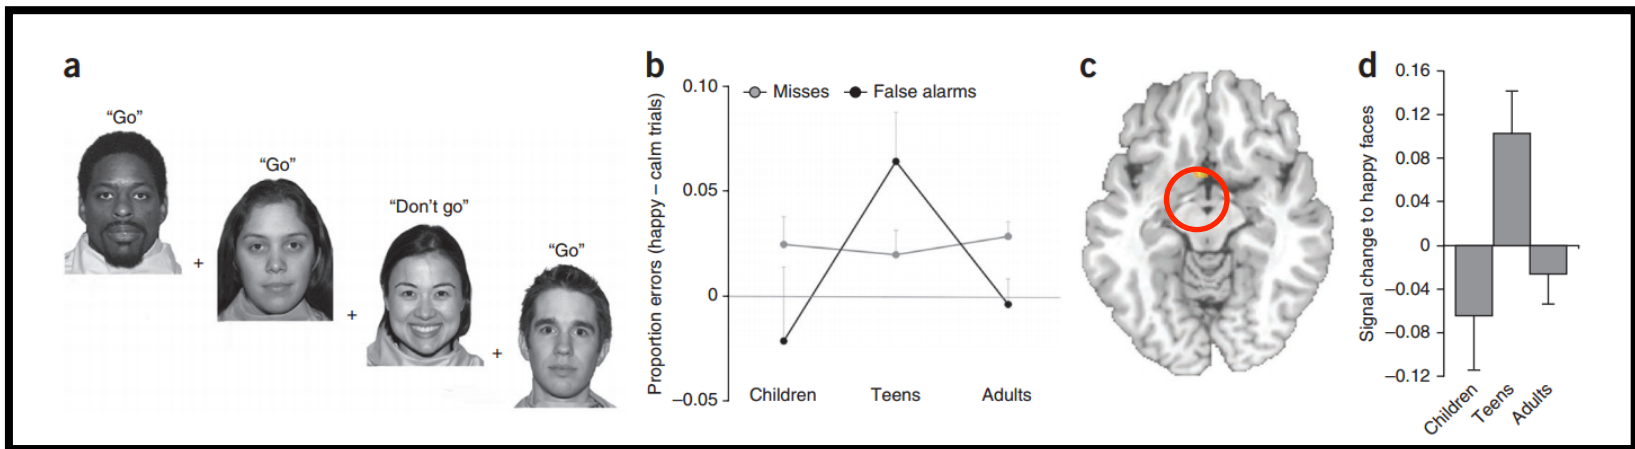 a
“Go”
“Go”
“Don’t go”
“Go”
+
+
+
b
Proportion errors (happy – calm trials)
0.10
0.05
0
–0.05
Misses
False alarms
Children
Teens
Adults
c
d
Signal change to happy faces
0.16
0.12
0.08
0.04
0
–0.04
–0.08
–0.12
Children
Teens
Adults